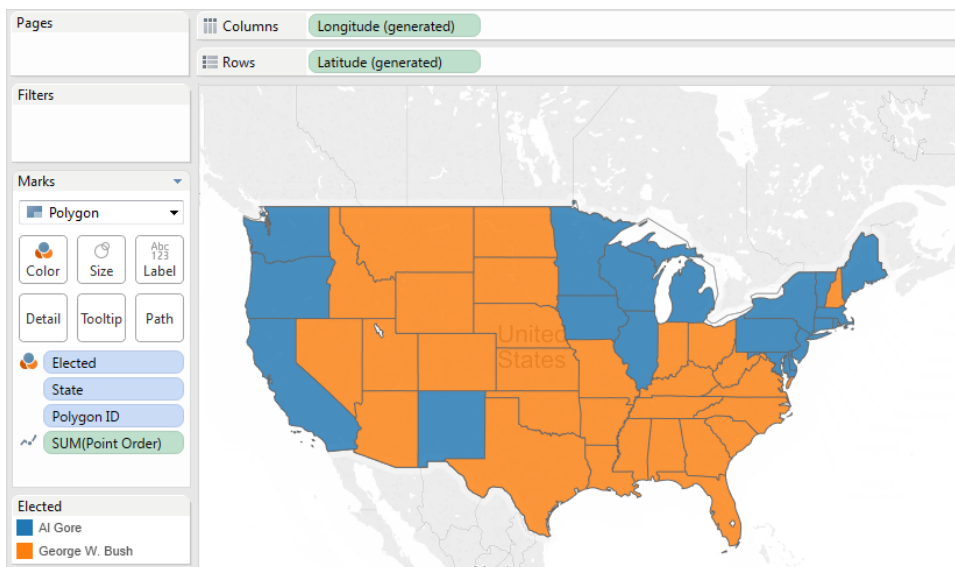 Pages
Columns
Longitude (generated)
Rows
Latitude (generated)
Filters
Marks
Polygon
Color
Size
Abc
123
Label
Detail
Tooltip
Path
Elected
State
Polygon ID
SUM(Point Order)
Elected
Al Gore
George W. Bush
United
States